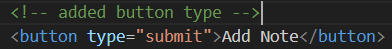 <!-- added button type -->
<button type="submit">Add Note</button>